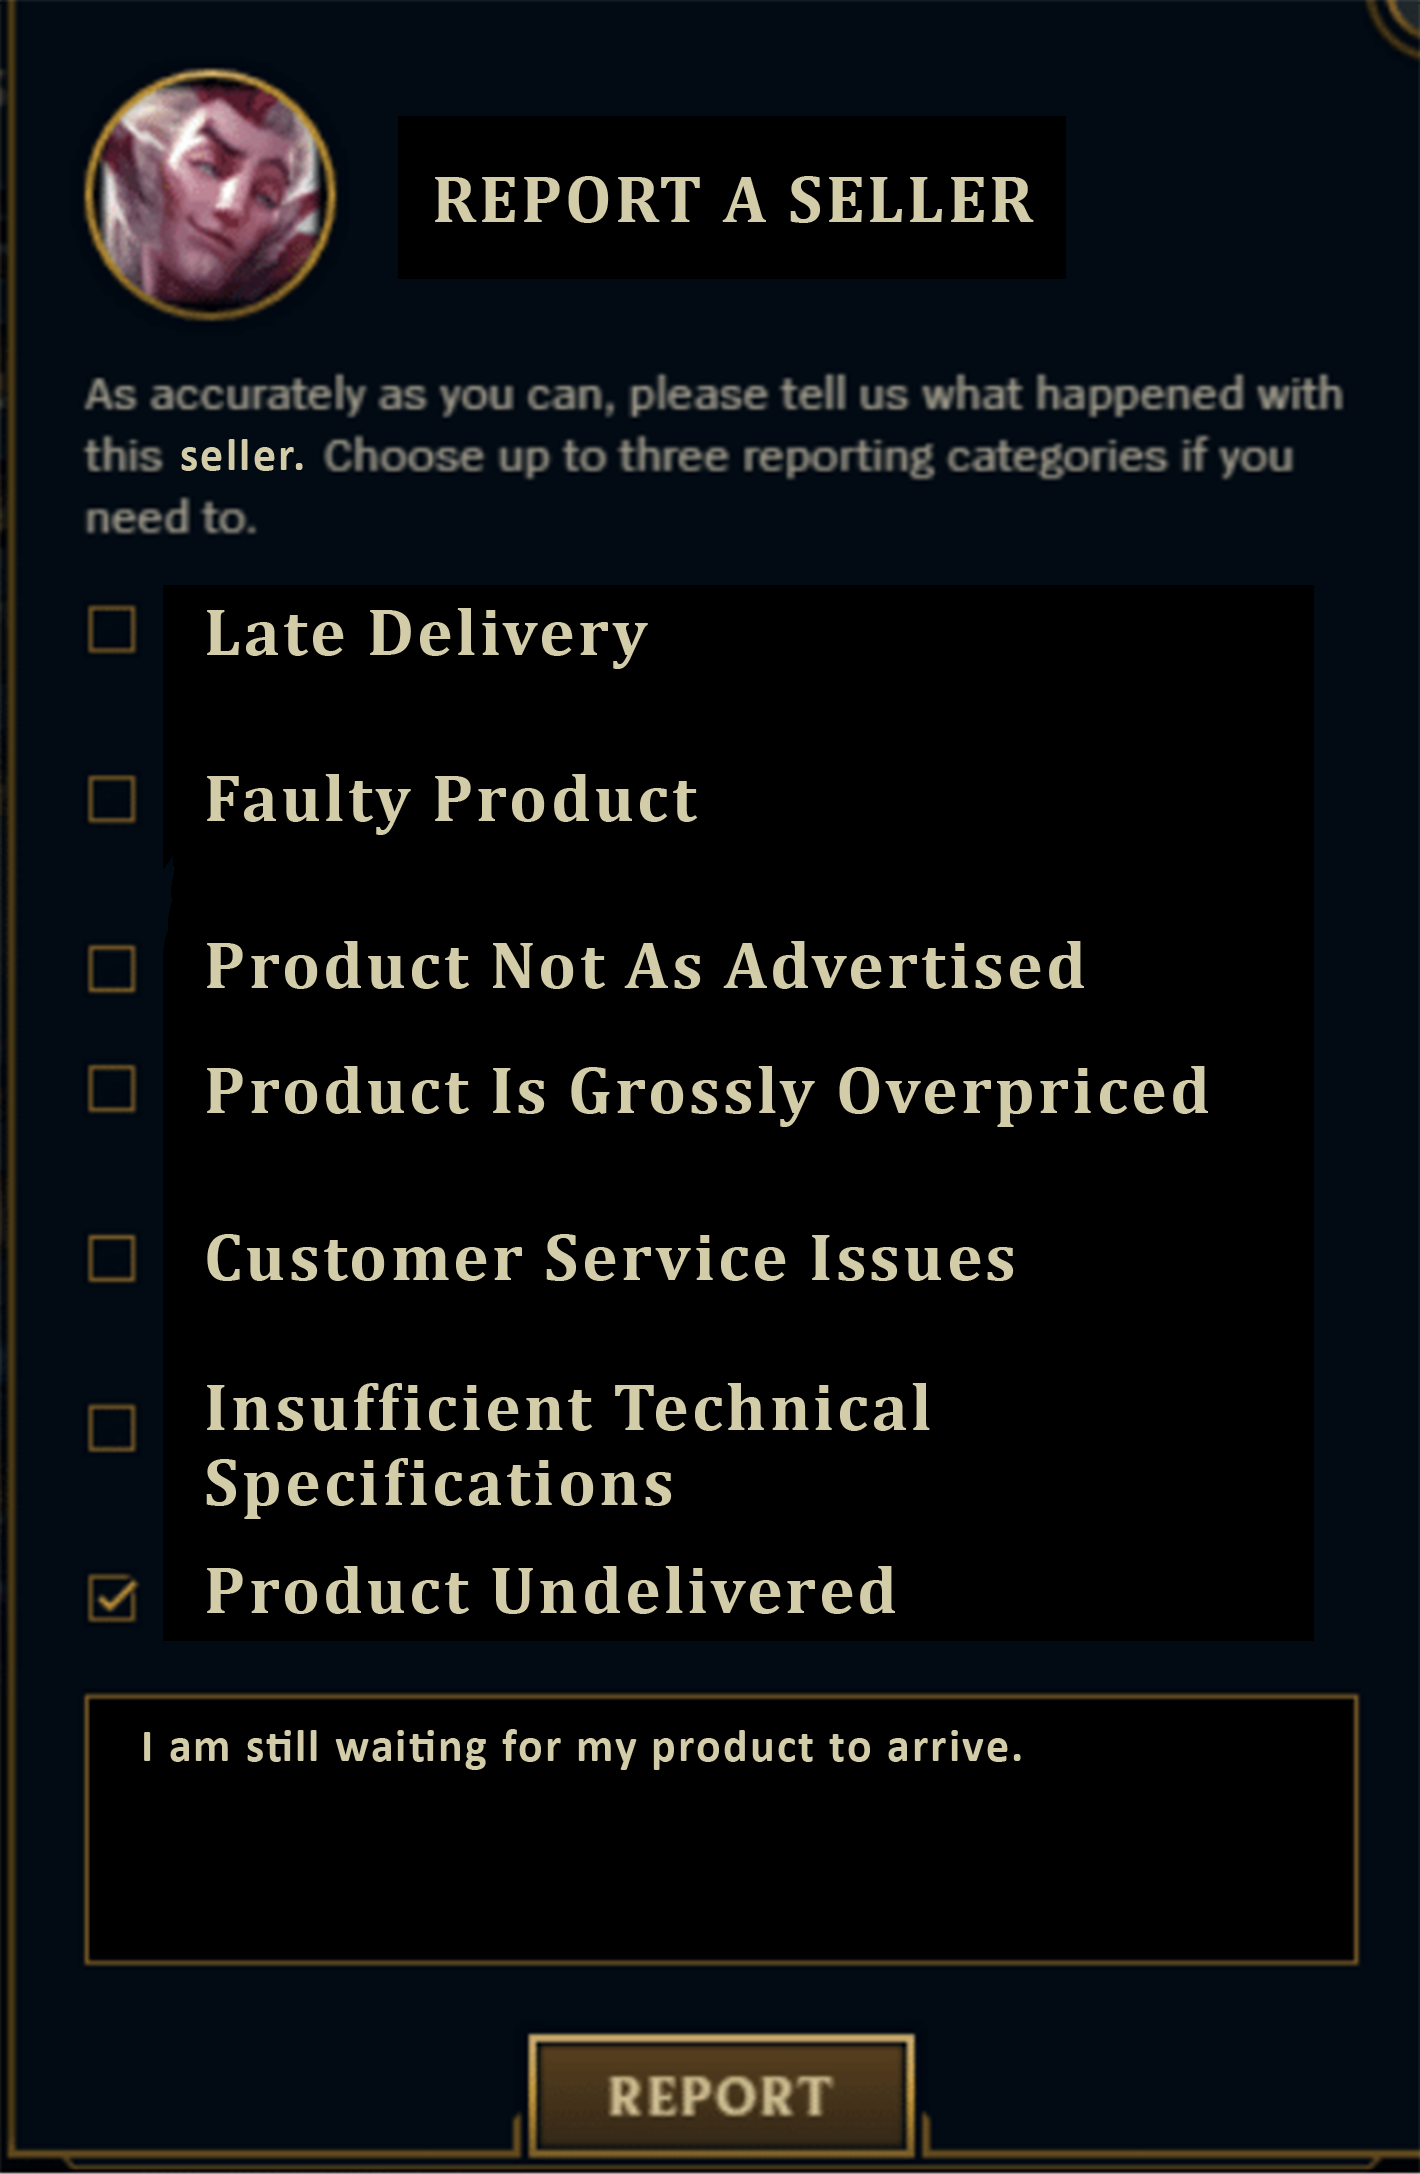 REPORT A SELLER
As accurately as you can, please tell us what happened with
this seller. Choose up to three reporting categories if you
need to.
Late Delivery
Faulty Product
Product Not As Advertised
Product Is Grossly Overpriced
Customer Service Issues
Insufficient Technical
Specifications
Product Undelivered
I am still waiting for my product to arrive.
REPORT